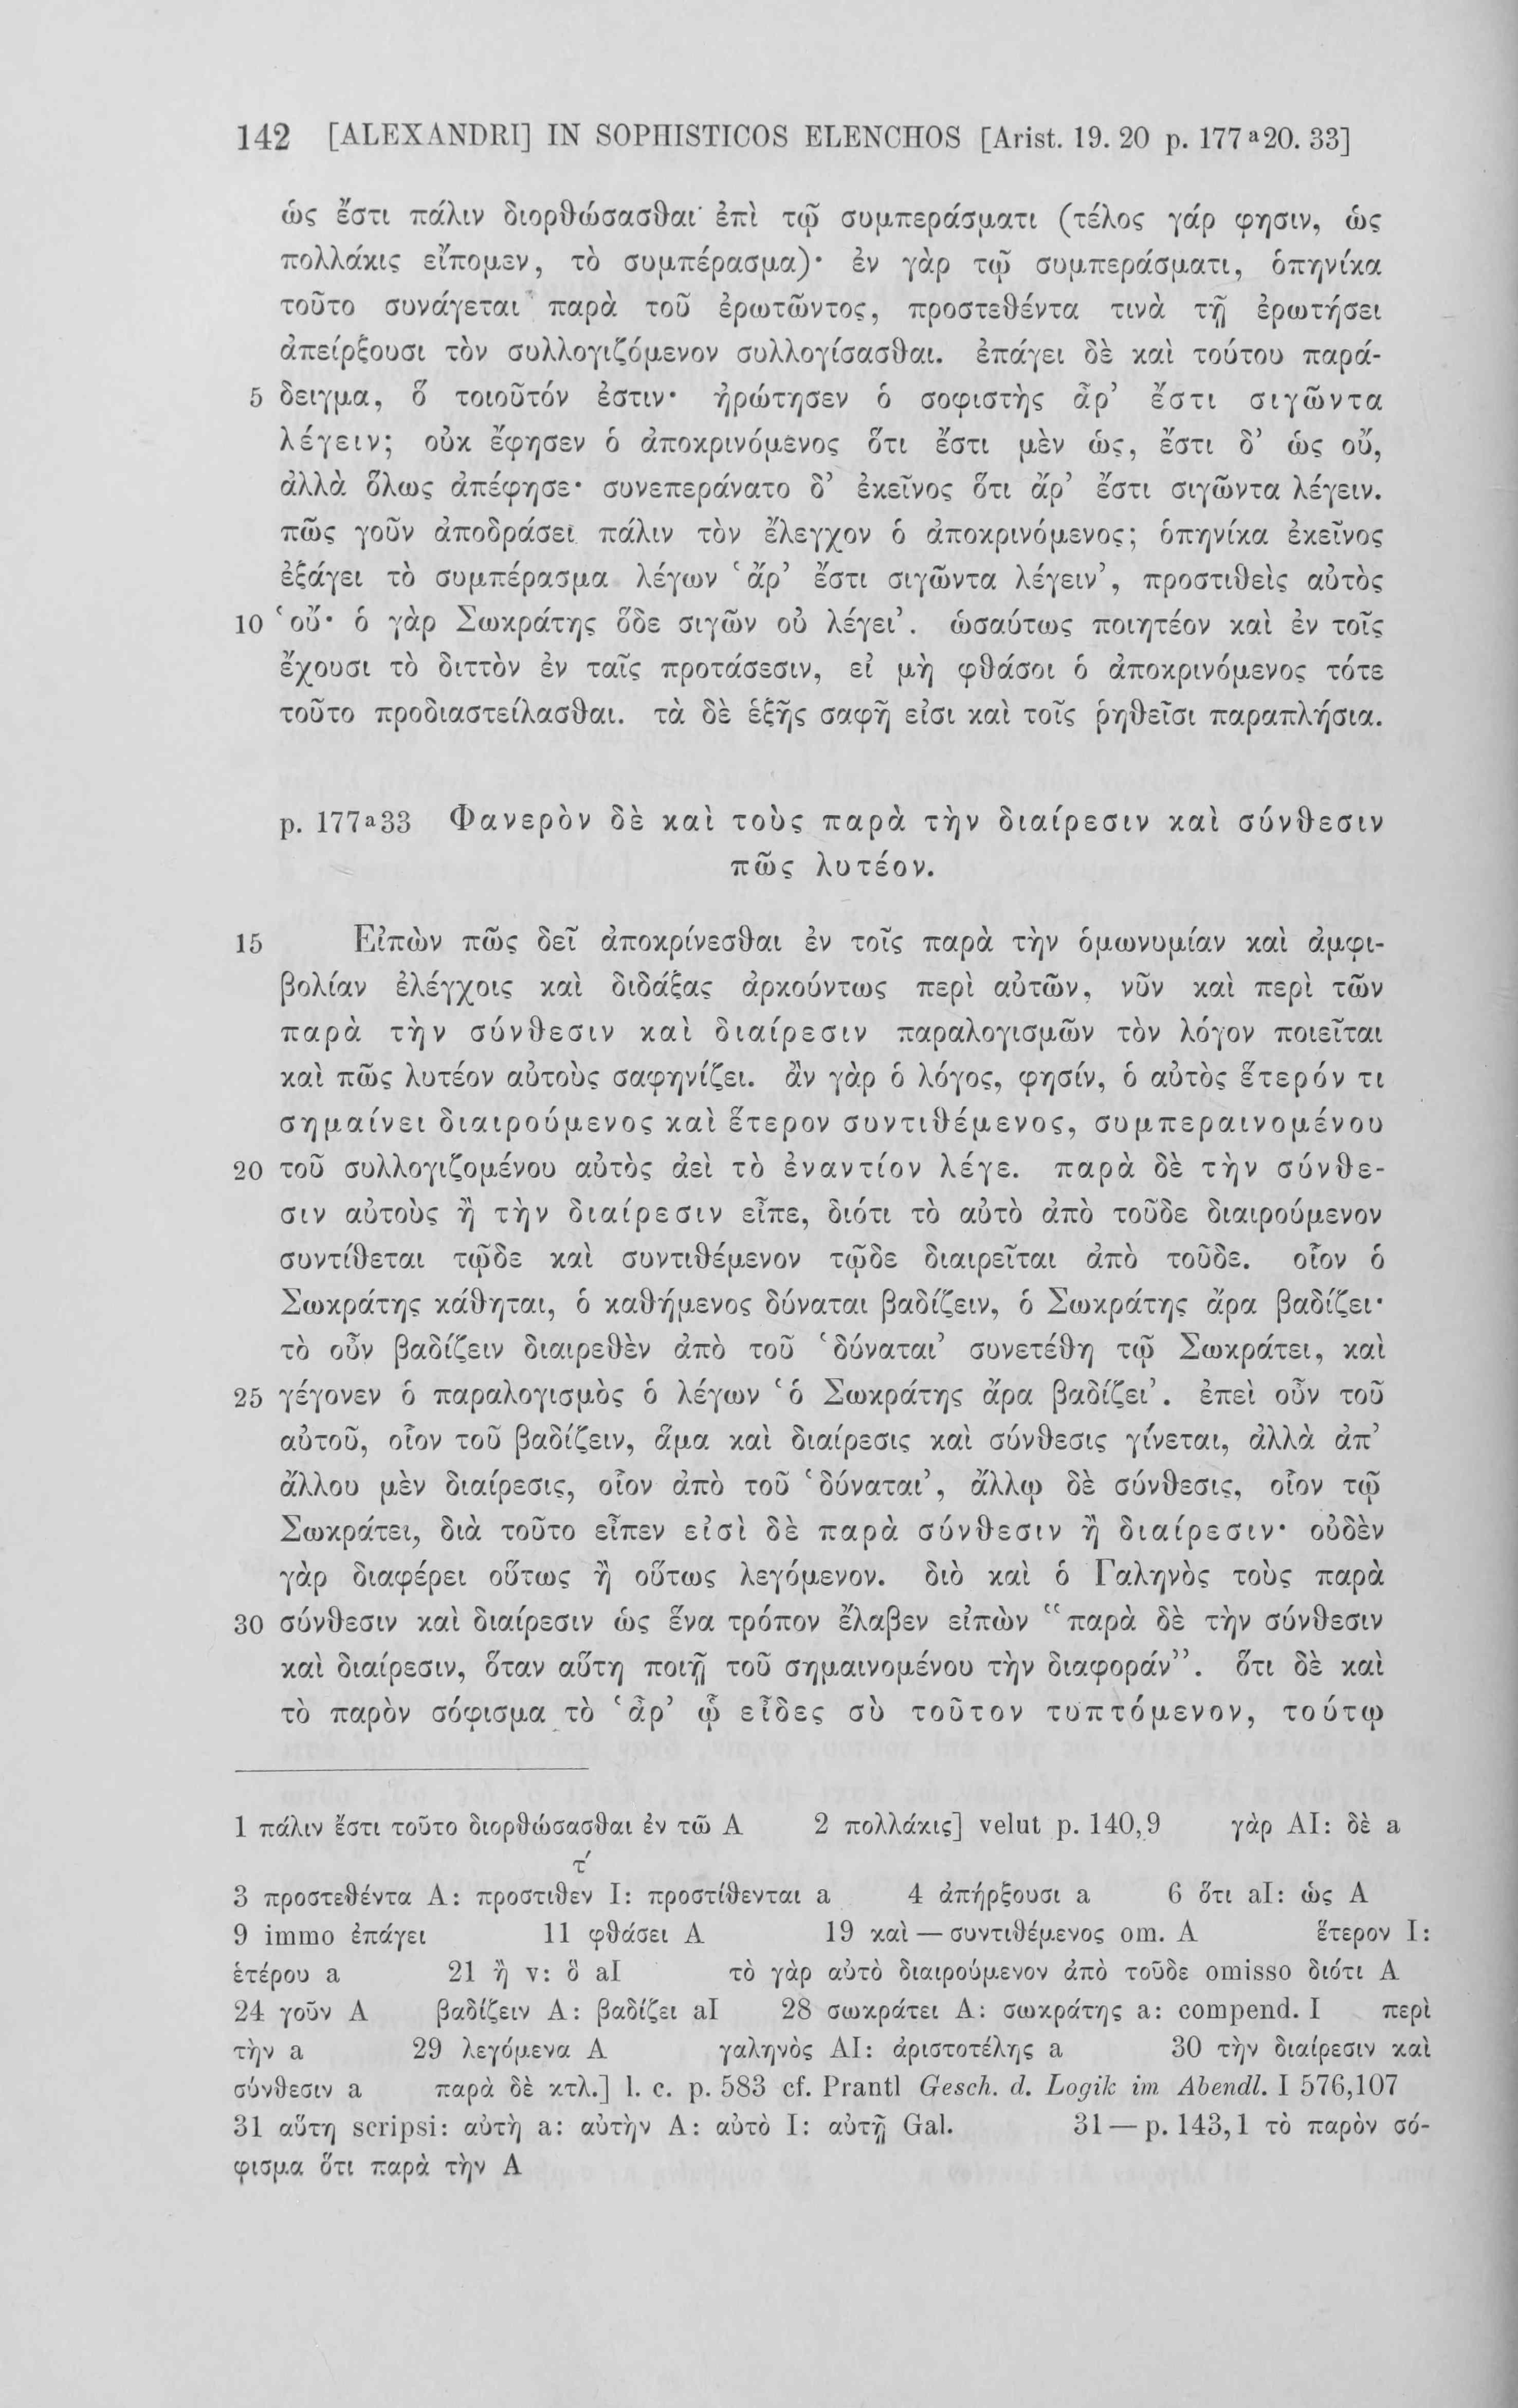 142 [ALEXANDRI] IN SOPHISTICOS ELENCHOS [Arist. 19. 20 p. 177ᵃ20. 33]
ὡς ἔστι πάλιν διορθώσασθαι ἐπὶ τῷ συμπεράσματι (τέλος γάρ φησιν, ὡς
πολλάκις εἴπομεν, τὸ συμπέρασμα)· ἐν γὰρ τῷ συμπεράσματι, ὁπηνίκα
τοῦτο συνάγεται παρὰ τοῦ ἐρωτῶντος, προστεθέντα τινὰ τῇ ἐρωτήσει
ἀπείρξουσι τὸν συλλογιζόμενον συλλογίσασθαι. ἐπάγει δὲ καὶ τούτου παρά-
5 δειγμα, ὃ τοιοῦτόν ἐστιν· ἠρώτησεν ὁ σοφιστὴς ἆρ’ ἔστι σιγῶντα
λέγειν; οὐκ ἔφησεν ὁ ἀποκρινόμενος ὅτι ἔστι μὲν ὡς, ἔστι δ’ ὡς οὔ,
ἀλλὰ ὅλως ἀπέφησε· συνεπεράνατο δ’ ἐκεῖνος ὅτι ἄρ’ ἔστι σιγῶντα λέγειν.
πῶς γοῦν ἀποδράσει πάλιν τὸν ἔλεγχον ὁ ἀποκρινόμενος; ὁπηνίκα ἐκεῖνος
ἐξάγει τὸ συμπέρασμα λέγων ‘ἄρ’ ἔστι σιγῶντα λέγειν’, προστιθεὶς αὐτὸς
10 ‘οὔ· ὁ γὰρ Σωκράτης ὅδε σιγῶν οὐ λέγει’. ὡσαύτως ποιητέον καὶ ἐν τοῖς
ἔχουσι τὸ διττὸν ἐν ταῖς προτάσεσιν, εἰ μὴ φθάσοι ὁ ἀποκρινόμενος τότε
τοῦτο προδιαστείλασθαι. τὰ δὲ ἑξῆς σαφῆ εἰσι καὶ τοῖς ῥηθεῖσι παραπλήσια.
p. 177ᵃ33 Φανερὸν δὲ καὶ τοὺς παρὰ τὴν διαίρεσιν καὶ σύνθεσιν
πῶς λυτέον.
15 Εἰπὼν πῶς δεῖ ἀποκρίνεσθαι ἐν τοῖς παρὰ τὴν ὁμωνυμίαν καὶ ἀμφι-
βολίαν ἐλέγχοις καὶ διδάξας ἀρκούντως περὶ αὐτῶν, νῦν καὶ περὶ τῶν
παρὰ τὴν σύνθεσιν καὶ διαίρεσιν παραλογισμῶν τὸν λόγον ποιεῖται
καὶ πῶς λυτέον αὐτοὺς σαφηνίζει. ἂν γὰρ ὁ λόγος, φησίν, ὁ αὐτὸς ἕτερόν τι
σημαίνει διαιρούμενος καὶ ἕτερον συντιθέμενος, συμπεραινομένου
20 τοῦ συλλογιζομένου αὐτὸς ἀεὶ τὸ ἐναντίον λέγε. παρὰ δὲ τὴν σύνθε-
σιν αὐτοὺς ἢ τὴν διαίρεσιν εἶπε, διότι τὸ αὐτὸ ἀπὸ τοῦδε διαιρούμενον
συντίθεται τῷδε καὶ συντιθέμενον τῷδε διαιρεῖται ἀπὸ τοῦδε. οἷον ὁ
Σωκράτης κάθηται, ὁ καθήμενος δύναται βαδίζειν, ὁ Σωκράτης ἄρα βαδίζει·
τὸ οὖν βαδίζειν διαιρεθὲν ἀπὸ τοῦ ‘δύναται’ συνετέθη τῷ Σωκράτει, καὶ
25 γέγονεν ὁ παραλογισμὸς ὁ λέγων ‘ὁ Σωκράτης ἄρα βαδίζει’. ἐπεὶ οὖν τοῦ
αὐτοῦ, οἷον τοῦ βαδίζειν, ἅμα καὶ διαίρεσις καὶ σύνθεσις γίνεται, ἀλλὰ ἀπ’
ἄλλου μὲν διαίρεσις, οἷον ἀπὸ τοῦ ‘δύναται’, ἄλλῳ δὲ σύνθεσις, οἷον τῷ
Σωκράτει, διὰ τοῦτο εἶπεν εἰσὶ δὲ παρὰ σύνθεσιν ἢ διαίρεσιν· οὐδὲν
γὰρ διαφέρει οὕτως ἢ οὕτως λεγόμενον. διὸ καὶ ὁ Γαληνὸς τοὺς παρὰ
30 σύνθεσιν καὶ διαίρεσιν ὡς ἕνα τρόπον ἔλαβεν εἰπὼν “παρὰ δὲ τὴν σύνθεσιν
καὶ διαίρεσιν, ὅταν αὕτη ποιῇ τοῦ σημαινομένου τὴν διαφοράν”. ὅτι δὲ καὶ
τὸ παρὸν σόφισμα τὸ ‘ἆρ’ ᾧ εἶδες σὺ τοῦτον τυπτόμενον, τούτῳ
1 πάλιν ἔστι τοῦτο διορθώσασθαι ἐν τῶ A 2 πολλάκις] velut p. 140,9 γὰρ AI: δὲ a
3 προστεθέντα A: προστιθεν τ́ I: προστίθενται a 4 ἀπήρξουσι a 6 ὅτι aI: ὡς A
9 immo ἐπάγει 11 φθάσει A 19 καὶ — συντιθέμενος om. A ἕτερον I:
ἑτέρου a 21 ἢ v: ὃ aI τὸ γὰρ αὐτὸ διαιρούμενον ἀπὸ τοῦδε omisso διότι A
24 γοῦν A βαδίζειν A: βαδίζει aI 28 σωκράτει A: σωκράτης a: compend. I περὶ
τὴν a 29 λεγόμενα A γαληνὸς AI: ἀριστοτέλης a 30 τὴν διαίρεσιν καὶ
σύνθεσιν a παρὰ δὲ κτλ.] l. c. p. 583 cf. Prantl Gesch. d. Logik im Abendl. I 576,107
31 αὕτη scripsi: αὐτὴ a: αὐτὴν A: αὐτὸ I: αὐτῇ Gal. 31 — p. 143,1 τὸ παρὸν σό-
φισμα ὅτι παρὰ τὴν A